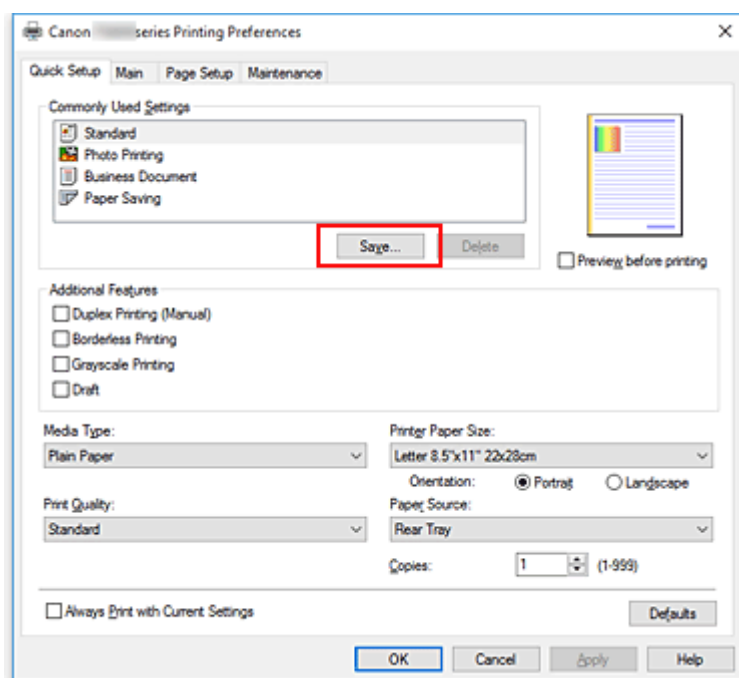 Canon series Printing Preferences
Quick Setup Main Page Setup Maintenance
Commonly Used Settings
Standard
Photo Printing
Business Document
Paper Saving
Save... Delete
Preview before printing
Additional Features
Duplex Printing (Manual)
Borderless Printing
Grayscale Printing
Draft
Media Type: Printer Paper Size:
Plain Paper Letter 8.5"x11" 22x28cm
Orientation: Portrait Landscape
Print Quality: Paper Source:
Standard Rear Tray
Copies: 1 (1-999)
Always Print with Current Settings Defaults
OK Cancel Apply Help